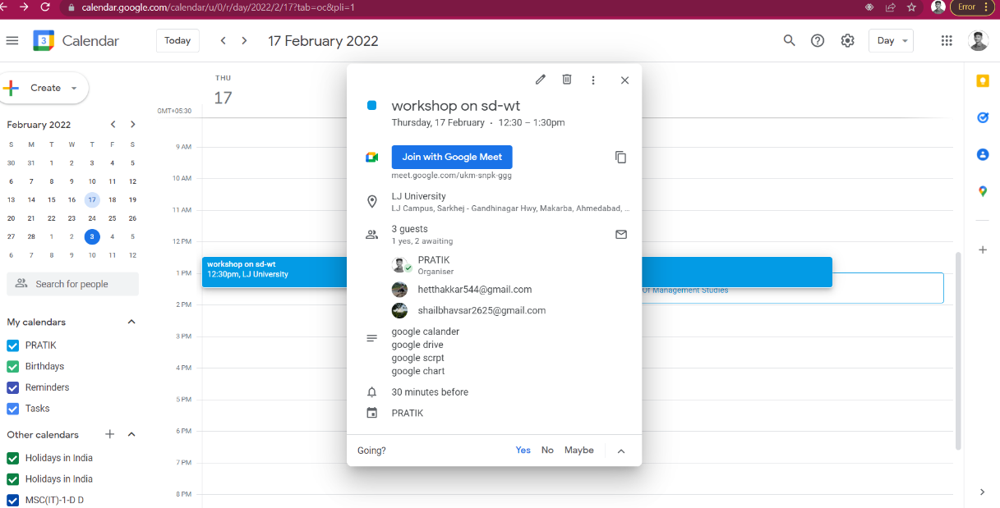 calendar.google.com/calendar/u/0/r/day/2022/2/17?tab=oc&pli=1
Error
3 Calendar
Today
17 February 2022
Day
Create
February 2022
S M T W T F S
30 31 1 2 3 4 5
6 7 8 9 10 11 12
13 14 15 16 17 18 19
20 21 22 23 24 25 26
27 28 1 2 3 4 5
6 7 8 9 10 11 12
Search for people
My calendars
PRATIK
Birthdays
Reminders
Tasks
Other calendars
Holidays in India
Holidays in India
MSC(IT)-1-D D
THU
17
GMT+05:30
9 AM
10 AM
11 AM
12 PM
1 PM
2 PM
3 PM
4 PM
5 PM
6 PM
7 PM
8 PM
workshop on sd-wt
12:30pm, LJ University
Of Management Studies
workshop on sd-wt
Thursday, 17 February · 12:30 – 1:30pm
Join with Google Meet
meet.google.com/ukm-snpk-ggg
LJ University
LJ Campus, Sarkhej - Gandhinagar Hwy, Makarba, Ahmedabad, ...
3 guests
1 yes, 2 awaiting
PRATIK
Organiser
hetthakkar544@gmail.com
shailbhavsar2625@gmail.com
google calander
google drive
google scrpt
google chart
30 minutes before
PRATIK
Going?
Yes No Maybe